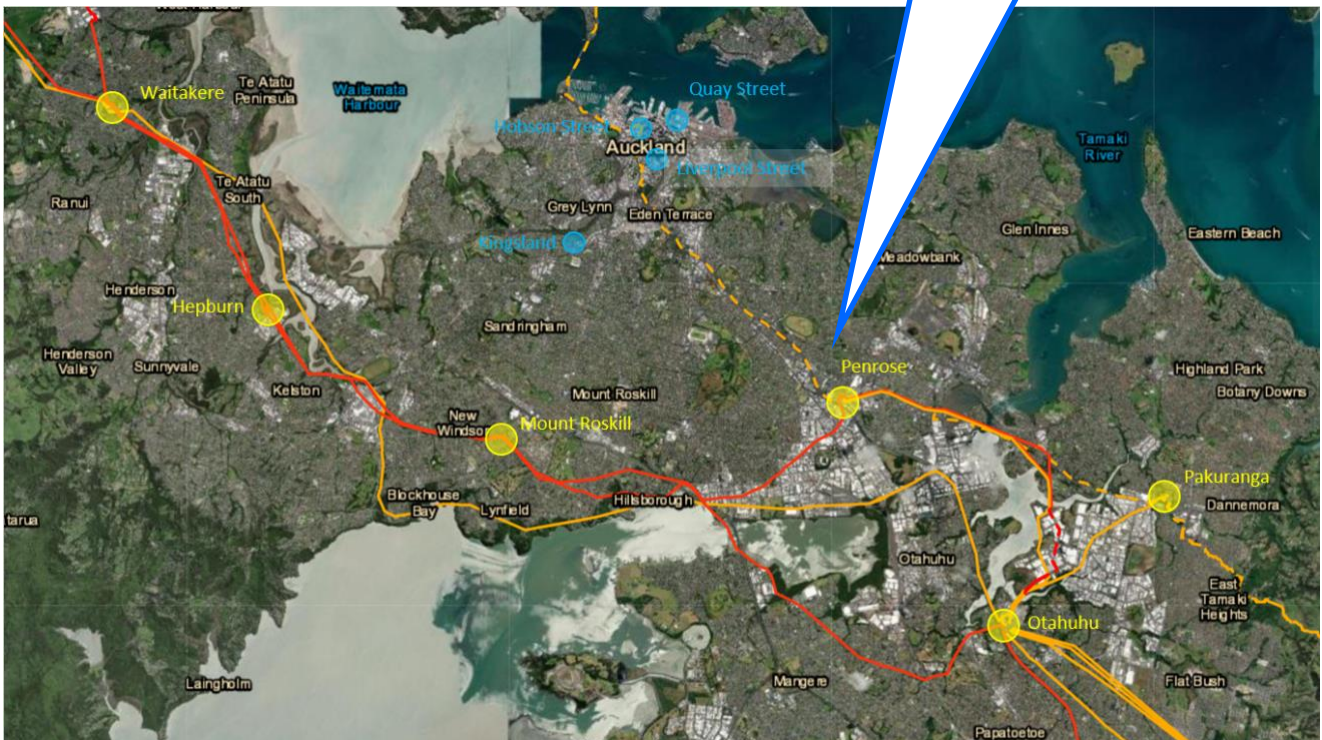 Waitakere
Te Atatu
Peninsula
Waitemata
Harbour
Quay Street
Hobson Street
Auckland
Liverpool Street
Tamaki
River
Te Atatu
South
Ranui
Grey Lynn
Eden Terrace
Glen Innes
Eastern Beach
Kingsland
Meadowbank
Henderson
Hepburn
Sandringham
Henderson
Valley
Sunnyvale
Penrose
Highland Park
Kelston
Mount Roskill
Botany Downs
New
Windsor
Mount Roskill
Pakuranga
Blockhouse
Bay
Lynfield
Hillsborough
Dannemora
tarua
Otahuhu
East
Tamaki
Heights
Otahuhu
Laingholm
Mangere
Flat Bush
Papatoetoe